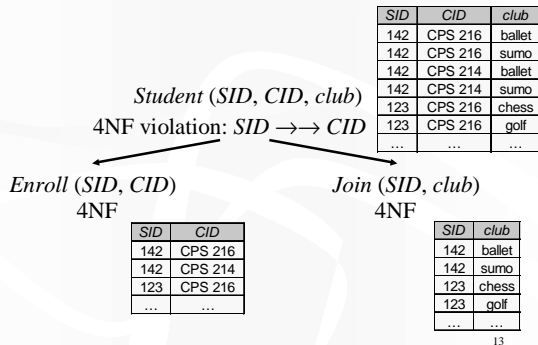 SID CID club
142 CPS 216 ballet
142 CPS 216 sumo
142 CPS 214 ballet
142 CPS 214 sumo
123 CPS 216 chess
123 CPS 216 golf
... ... ...
Student (SID, CID, club)
4NF violation: SID →→ CID
Enroll (SID, CID)
4NF
SID CID
142 CPS 216
142 CPS 214
123 CPS 216
... ...
Join (SID, club)
4NF
SID club
142 ballet
142 sumo
123 chess
123 golf
... ...
13